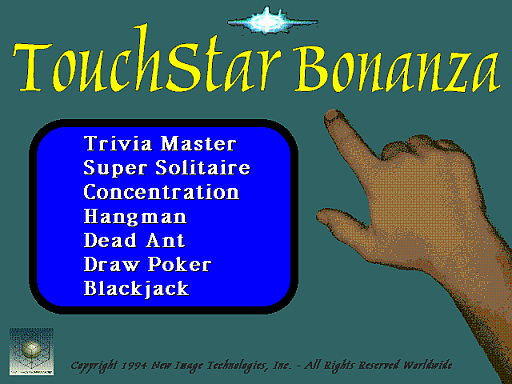 TouchStar Bonanza
Trivia Master
Super Solitaire
Concentration
Hangman
Dead Ant
Draw Poker
Blackjack
Copyright 1994 New Image Technologies, Inc. - All Rights Reserved Worldwide